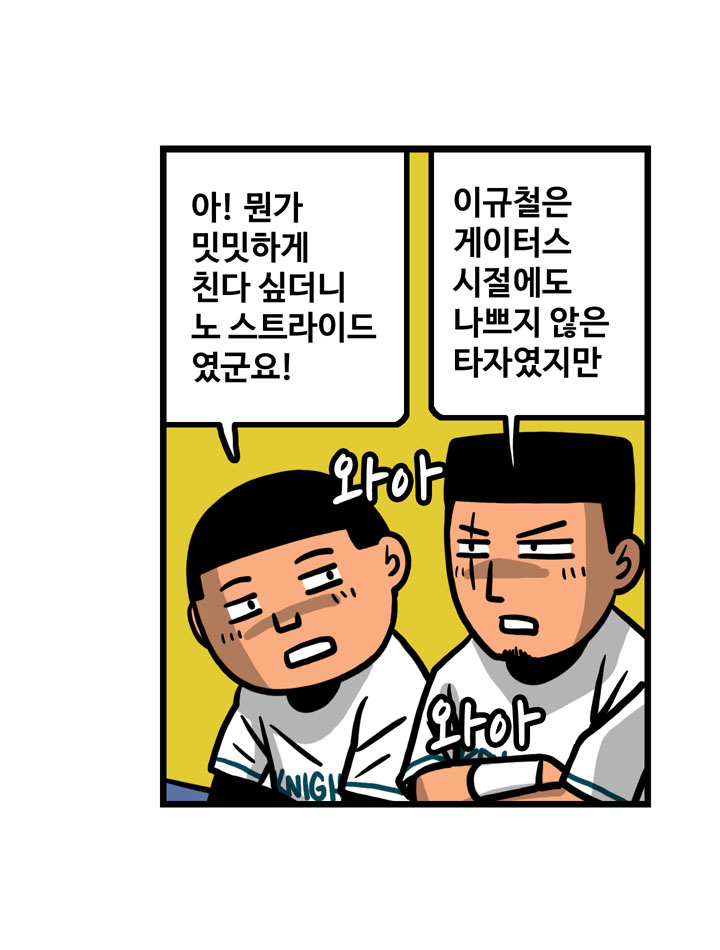 아! 뭔가
밋밋하게
친다 싶더니
노 스트라이드
였군요!
이규철은
게이터스
시절에도
나쁘지 않은
타자였지만
와아
와아
KNIGH